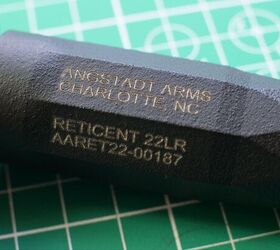 ANGSTADT ARMS
CHARLOTTE, NC
RETICENT 22LR
AARET22-00187